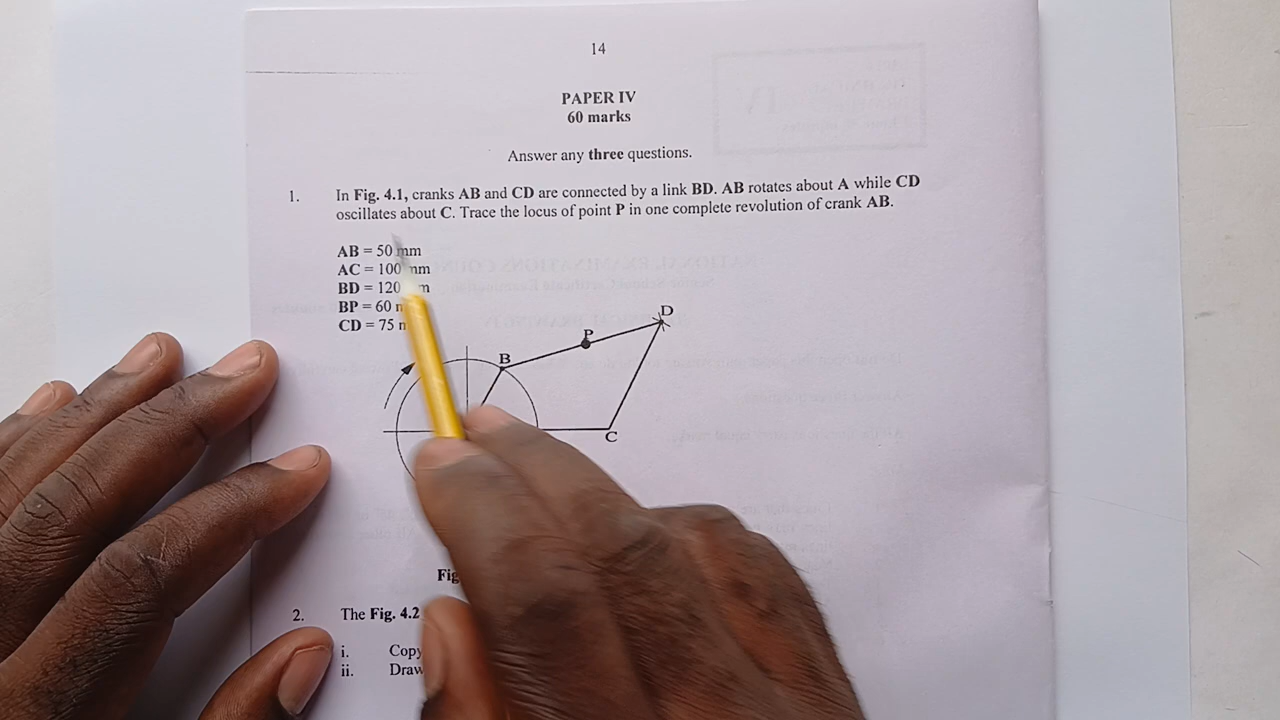 14
PAPER IV
60 marks
Answer any three questions.
1. In Fig. 4.1, cranks AB and CD are connected by a link BD. AB rotates about A while CD
oscillates about C. Trace the locus of point P in one complete revolution of crank AB.
AB = 50 mm
AC = 100 mm
BD = 120
BP = 60
CD = 75
D
P
B
C
Fig
2. The Fig. 4.2
i. Copy
ii. Draw